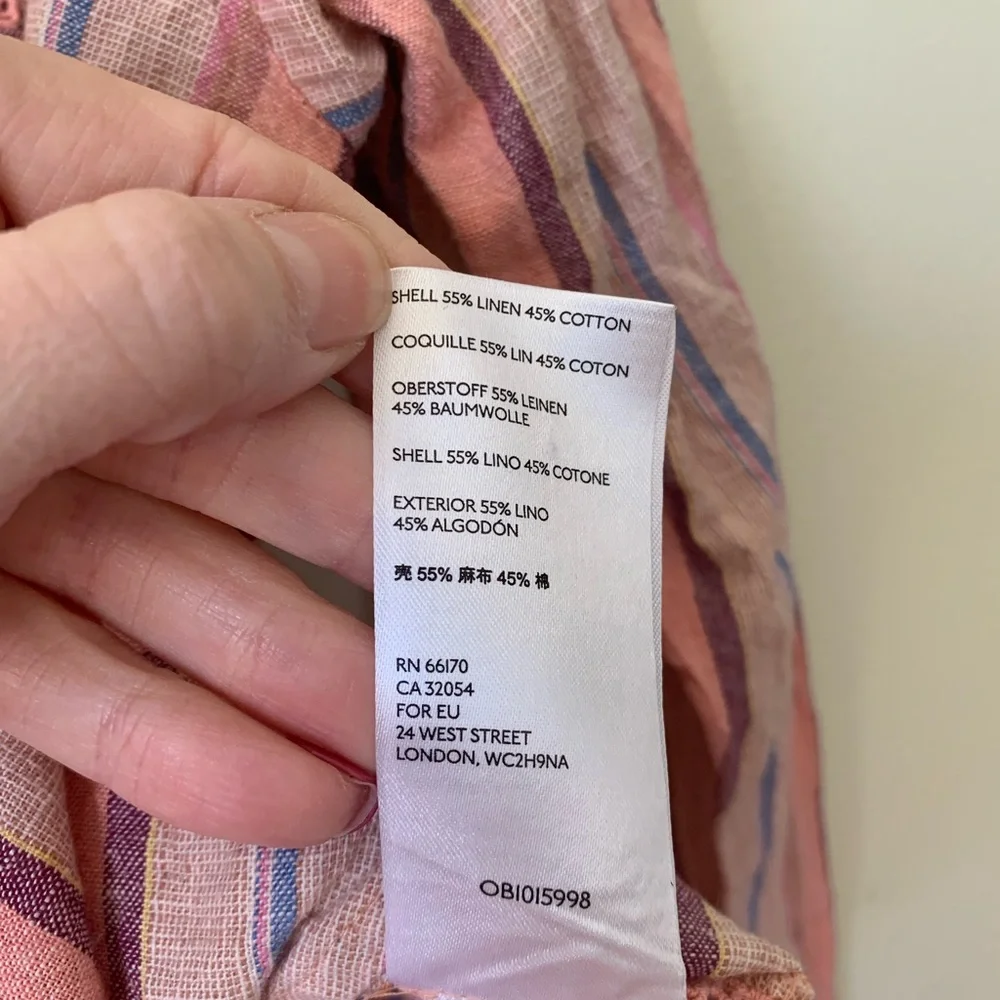 SHELL 55% LINEN 45% COTTON
COQUILLE 55% LIN 45% COTON
OBERSTOFF 55% LEINEN
45% BAUMWOLLE
SHELL 55% LINO 45% COTONE
EXTERIOR 55% LINO
45% ALGODÓN
亮 55% 麻布 45% 棉
RN 66170
CA 32054
FOR EU
24 WEST STREET
LONDON, WC2H9NA
OB1015998